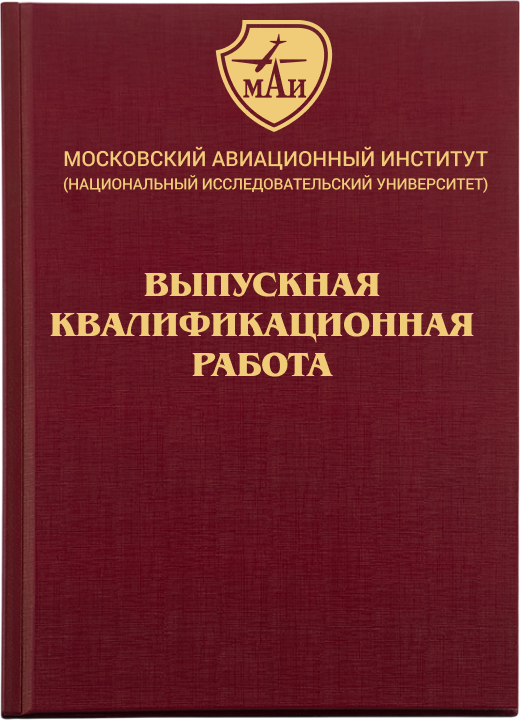 МАИ
МОСКОВСКИЙ АВИАЦИОННЫЙ ИНСТИТУТ
(НАЦИОНАЛЬНЫЙ ИССЛЕДОВАТЕЛЬСКИЙ УНИВЕРСИТЕТ)
ВЫПУСКНАЯ
КВАЛИФИКАЦИОННАЯ
РАБОТА